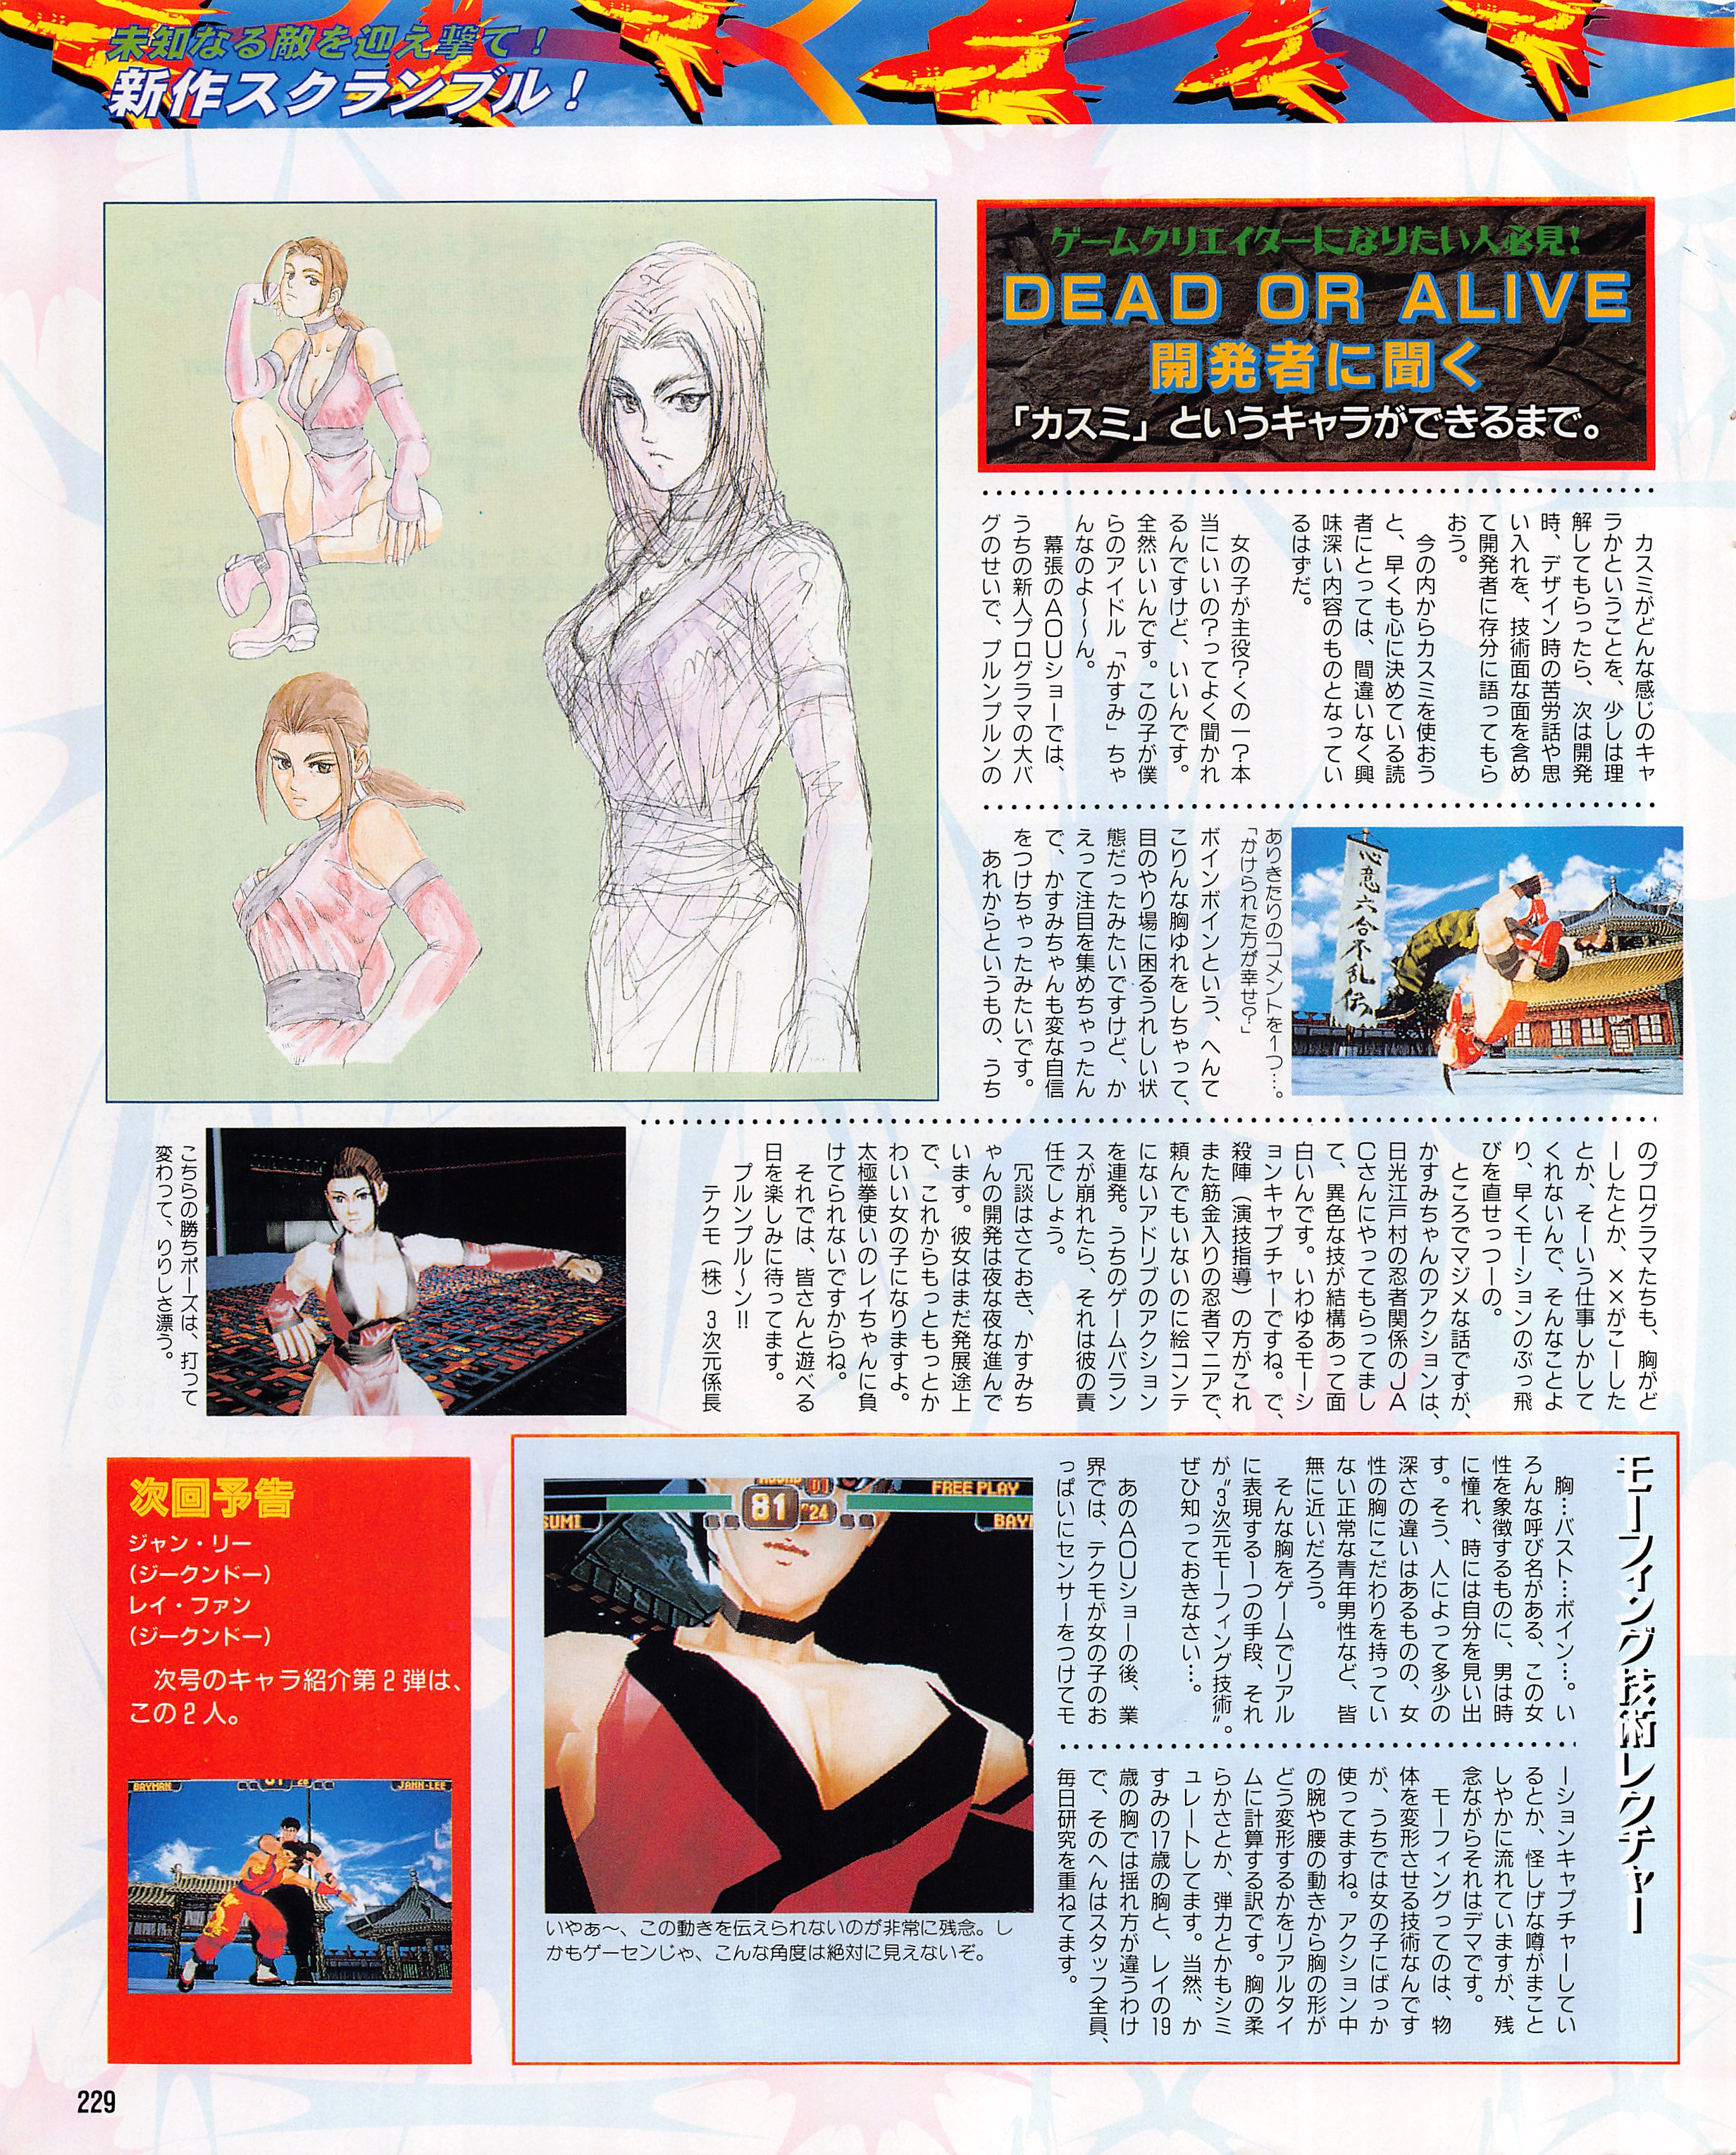 未知なる敵を迎え撃て！
新作スクランブル！
ゲームクリエイターになりたい人必見！
DEAD OR ALIVE
開発者に聞く
「カスミ」というキャラができるまで。
カスミがどんな感じのキャ
ラかということを、少しは理
解してもらったら、次は開発
時、デザイン時の苦労話や思
い入れを、技術面な面を含め
て開発者に存分に語ってもら
おう。
今の内からカスミを使おう
と、早くも心に決めている読
者にとっては、間違いなく興
味深い内容のものとなってい
るはずだ。
女の子が主役？くの一？本
当にいいの？ってよく聞かれ
るんですけど、いいんです。
全然いいんです。この子が僕
らのアイドル「かすみ」ちゃ
んなのよ〜〜ん。
幕張のAOUショーでは、
うちの新人プログラマの大バ
グのせいで、プルンプルンの
ありきたりのコメントを1つ…。
「かけられた方が幸せ？」
心意六合不乱伝
ボインボインという、へんて
こりんな胸ゆれをしちゃって、
目のやり場に困るうれしい状
態だったみたいですけど、か
えって注目を集めちゃったん
で、かすみちゃんも変な自信
をつけちゃったみたいです。
あれからというもの、うち
のプログラマたちも、胸がど
ーしたとか、××がこーした
とか、そーいう仕事しかして
くれないんで、そんなことよ
り、早くモーションのぶっ飛
びを直せっつーの。
ところでマジメな話ですが、
かすみちゃんのアクションは、
日光江戸村の忍者関係のJA
Cさんにやってもらってまし
て、異色な技が結構あって面
白いんです。いわゆるモーシ
ョンキャプチャーですね。で、
殺陣（演技指導）の方がこれ
また筋金入りの忍者マニアで、
頼んでもいないのに絵コンテ
にないアドリブのアクション
を連発。うちのゲームバラン
スが崩れたら、それは彼の責
任でしょう。
冗談はさておき、かすみち
ゃんの開発は夜な夜な進んで
います。彼女はまだ発展途上
で、これからもっともっとか
わいい女の子になりますよ。
太極拳使いのレイちゃんに負
けてられないですからね。
それでは、皆さんと遊べる
日を楽しみに待ってます。
プルンプル〜ン!!
テクモ（株）3次元係長
こちらの勝ちポーズは、打って
変わって、りりしさ漂う。
モーフィング技術レクチャー
胸…バスト…ボイン…。い
ろんな呼び名がある、この女
性を象徴するものに、男は時
に憧れ、時には自分を見い出
す。そう、人によって多少の
深さの違いはあるものの、女
性の胸にこだわりを持ってい
ない正常な青年男性など、皆
無に近いだろう。
そんな胸をゲームでリアル
に表現する1つの手段、それ
が“3次元モーフィング技術”。
ぜひ知っておきなさい…。
あのAOUショーの後、業
界では、テクモが女の子のお
っぱいにセンサーをつけてモ
ーションキャプチャーしてい
るとか、怪しげな噂がまこと
しやかに流れていますが、残
念ながらそれはデマです。
モーフィングってのは、物
体を変形させる技術なんです
が、うちでは女の子にばっか
使ってますね。アクション中
の腕や腰の動きから胸の形が
どう変形するかをリアルタイ
ムに計算する訳です。胸の柔
らかさとか、弾力とかもシミ
ュレートしてます。当然、か
すみの17歳の胸と、レイの19
歳の胸では揺れ方が違うわけ
で、そのへんはスタッフ全員、
毎日研究を重ねてます。
SUMI
ROUND 01
81
24
FREE PLAY
BAYM
いやぁ〜、この動きを伝えられないのが非常に残念。し
かもゲーセンじゃ、こんな角度は絶対に見えないぞ。
次回予告
ジャン・リー
（ジークンドー）
レイ・ファン
（ジークンドー）
次号のキャラ紹介第2弾は、
この2人。
BAYMAN
JANN-LEE
229